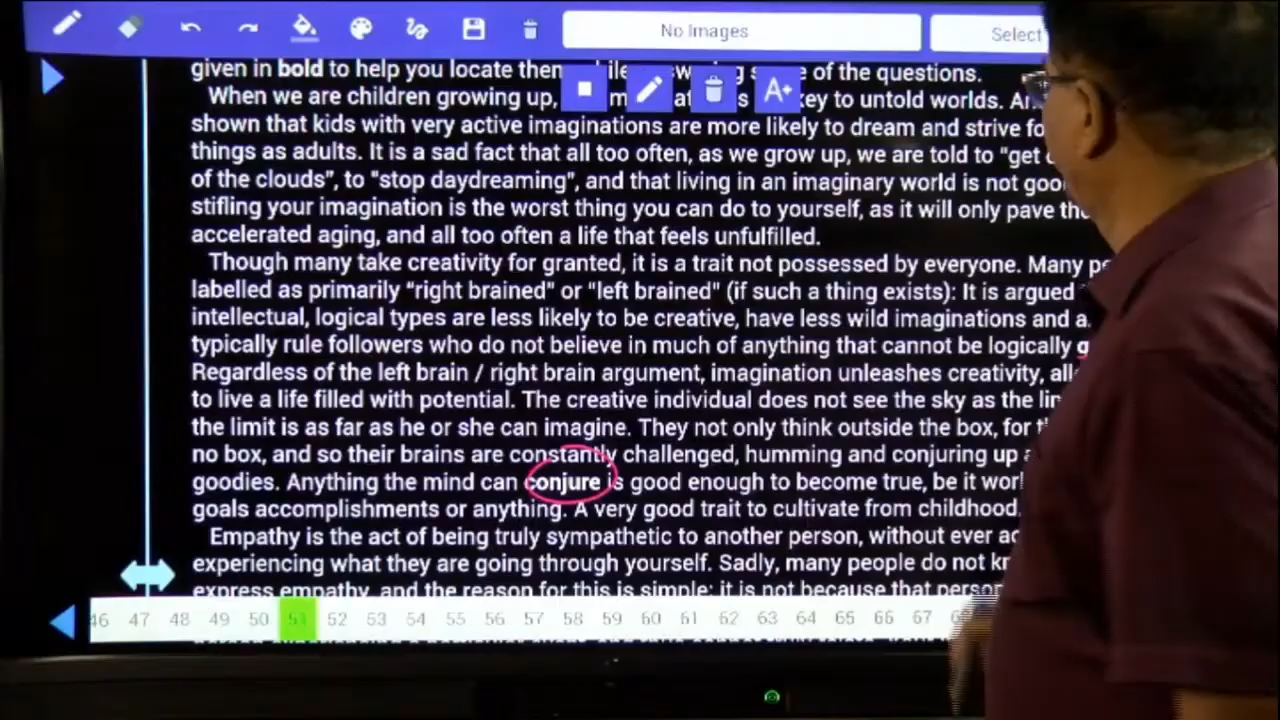 No Images
Select
given in bold to help you locate them of the questions.
When we are children growing up, key to untold worlds.
shown that kids with very active imaginations are more likely to dream and strive
things as adults. It is a sad fact that all too often, as we grow up, we are told to "get
of the clouds", to "stop daydreaming", and that living in an imaginary world is not
stifling your imagination is the worst thing you can do to yourself, as it will only pave
accelerated aging, and all too often a life that feels unfulfilled.
Though many take creativity for granted, it is a trait not possessed by everyone. Many
labelled as primarily "right brained" or "left brained" (if such a thing exists): It is argued
intellectual, logical types are less likely to be creative, have less wild imaginations and
typically rule followers who do not believe in much of anything that cannot be logically
Regardless of the left brain / right brain argument, imagination unleashes creativity,
to live a life filled with potential. The creative individual does not see the sky as the
the limit is as far as he or she can imagine. They not only think outside the box, for
no box, and so their brains are constantly challenged, humming and conjuring up
goodies. Anything the mind can conjure is good enough to become true, be it
goals accomplishments or anything. A very good trait to cultivate from childhood.
Empathy is the act of being truly sympathetic to another person, without ever
experiencing what they are going through yourself. Sadly, many people do not
express empathy, and the reason for this is simple: it is not because that
46 47 48 49 50 51 52 53 54 55 56 57 58 59 60 61 62 63 64 65 66 67